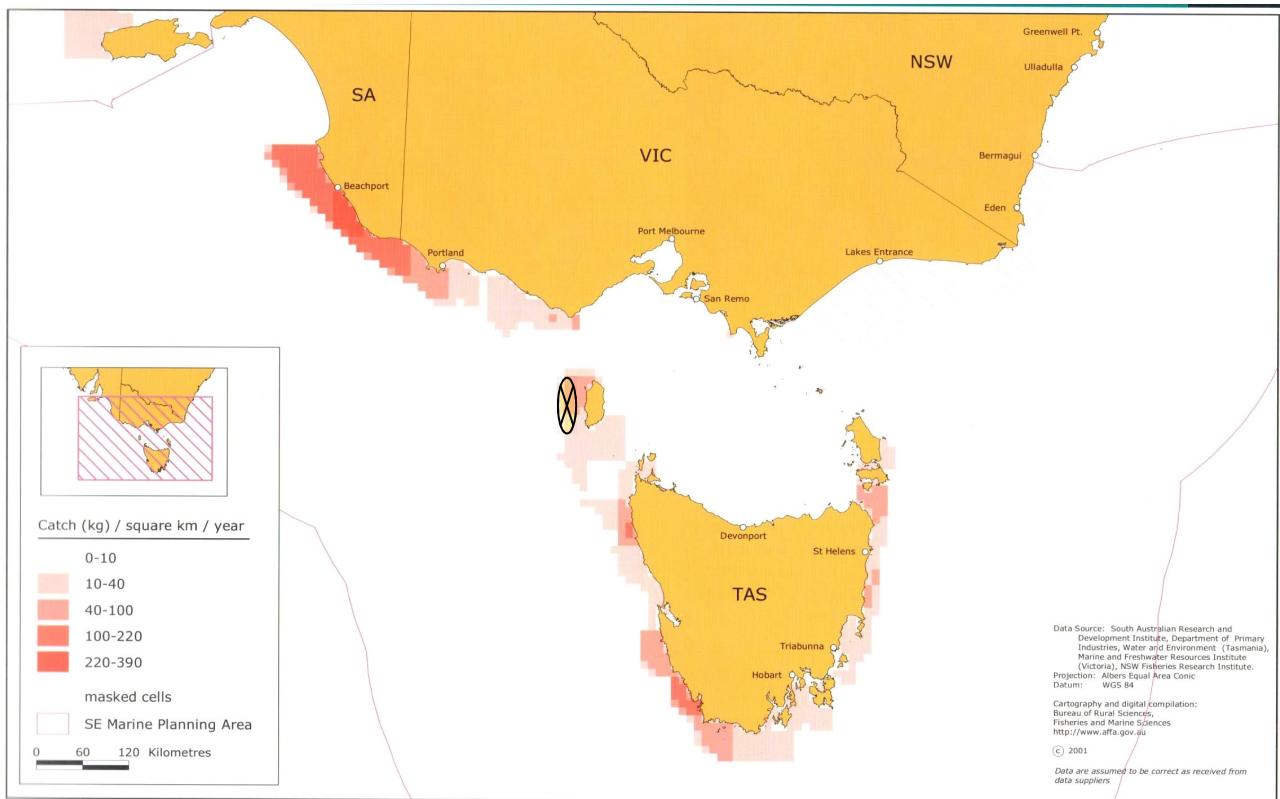 Greenwell Pt.
NSW
Ulladulla
SA
VIC
Bermagui
Beachport
Eden
Port Melbourne
Portland
Lakes Entrance
San Remo
Catch (kg) / square km / year
0-10
10-40
40-100
100-220
220-390
masked cells
SE Marine Planning Area
0 60 120 Kilometres
Devonport
St Helens
TAS
Triabunna
Hobart
Data Source: South Australian Research and
Development Institute, Department of Primary
Industries, Water and Environment (Tasmania),
Marine and Freshwater Resources Institute
(Victoria), NSW Fisheries Research Institute.
Projection: Albers Equal Area Conic
Datum: WGS 84
Cartography and digital compilation:
Bureau of Rural Sciences,
Fisheries and Marine Sciences
http://www.affa.gov.au
© 2001
Data are assumed to be correct as received from
data suppliers